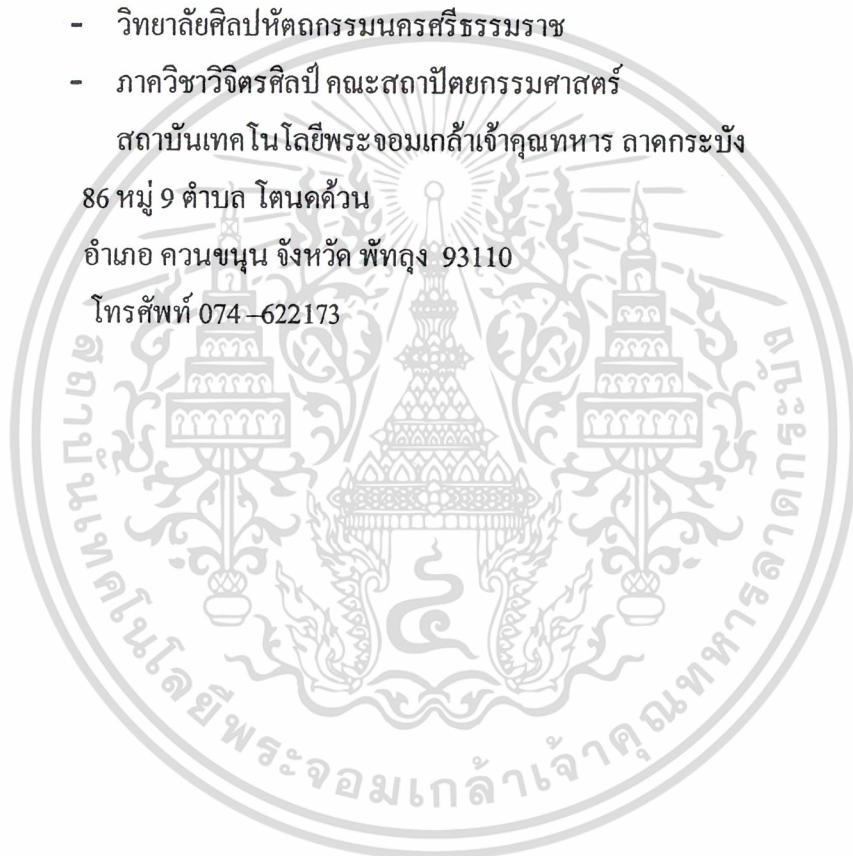 - วิทยาลัยศิลปหัตถกรรมนครศรีธรรมราช
- ภาควิชาวิจิตรศิลป์ คณะสถาปัตยกรรมศาสตร์
สถาบันเทคโนโลยีพระจอมเกล้าเจ้าคุณทหาร ลาดกระบัง
86 หมู่ 9 ตำบล โตนดด้วน
อำเภอ ควนขนุน จังหวัด พัทลุง 93110
โทรศัพท์ 074 –622173
สถาบันเทคโนโลยีพระจอมเกล้าเจ้าคุณทหารลาดกระบัง